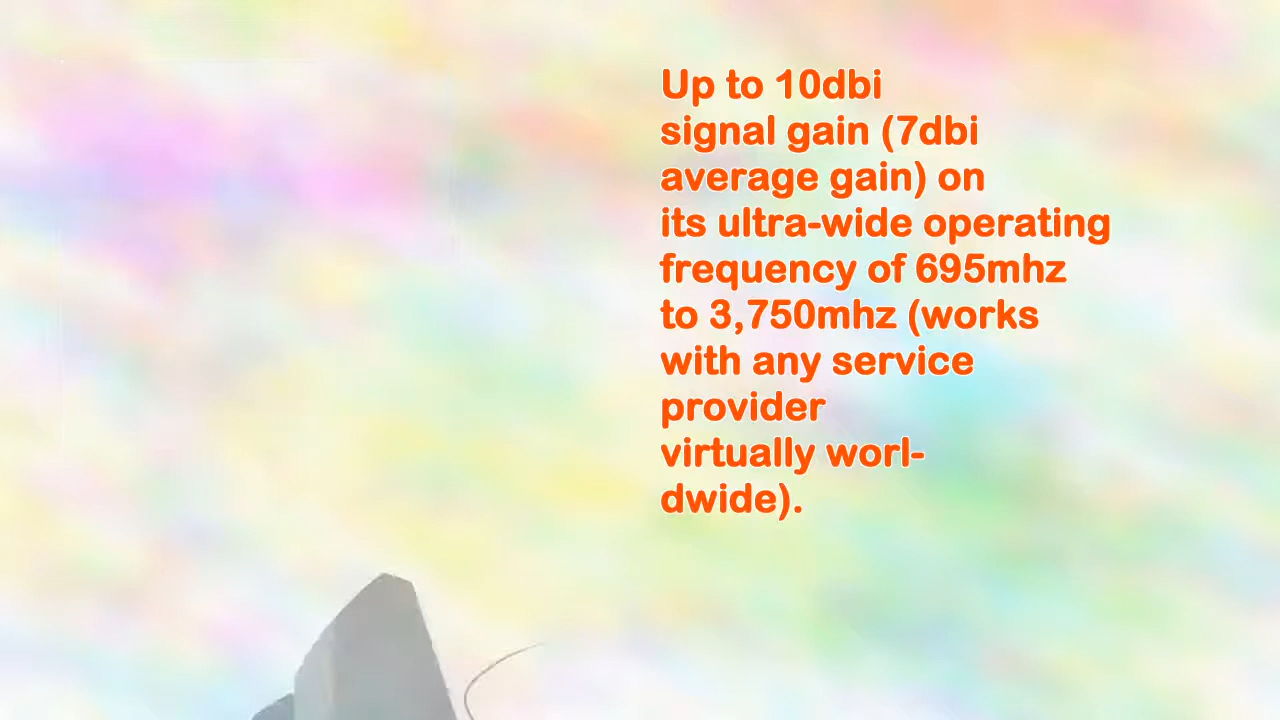 Up to 10dbi
signal gain (7dbi
average gain) on
its ultra-wide operating
frequency of 695mhz
to 3,750mhz (works
with any service
provider
virtually worl-
dwide).